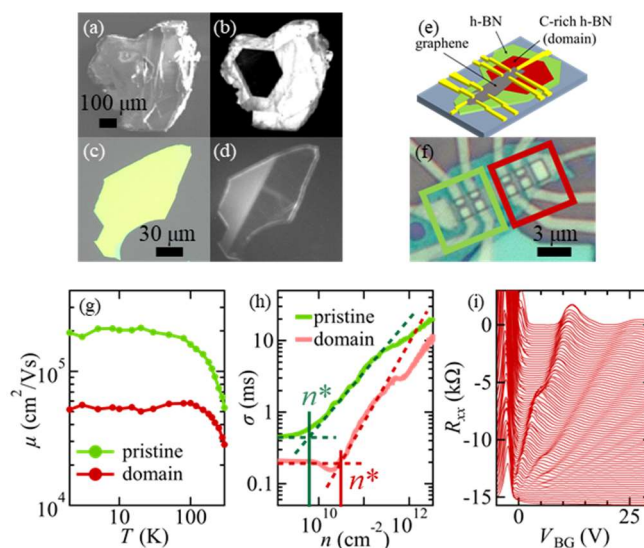 (a)
100 μm
(b)
(c)
30 μm
(d)
(e)
h-BN
C-rich h-BN
(domain)
graphene
(f)
3 μm
(g)
10⁵
10⁴
μ (cm²/Vs)
pristine
domain
10
100
T (K)
(h)
pristine
domain
10
1
0.1
σ (ms)
n*
n*
10¹⁰
10¹²
n (cm⁻²)
(i)
0
-5
-10
-15
R_xx (kΩ)
0
20
V_BG (V)